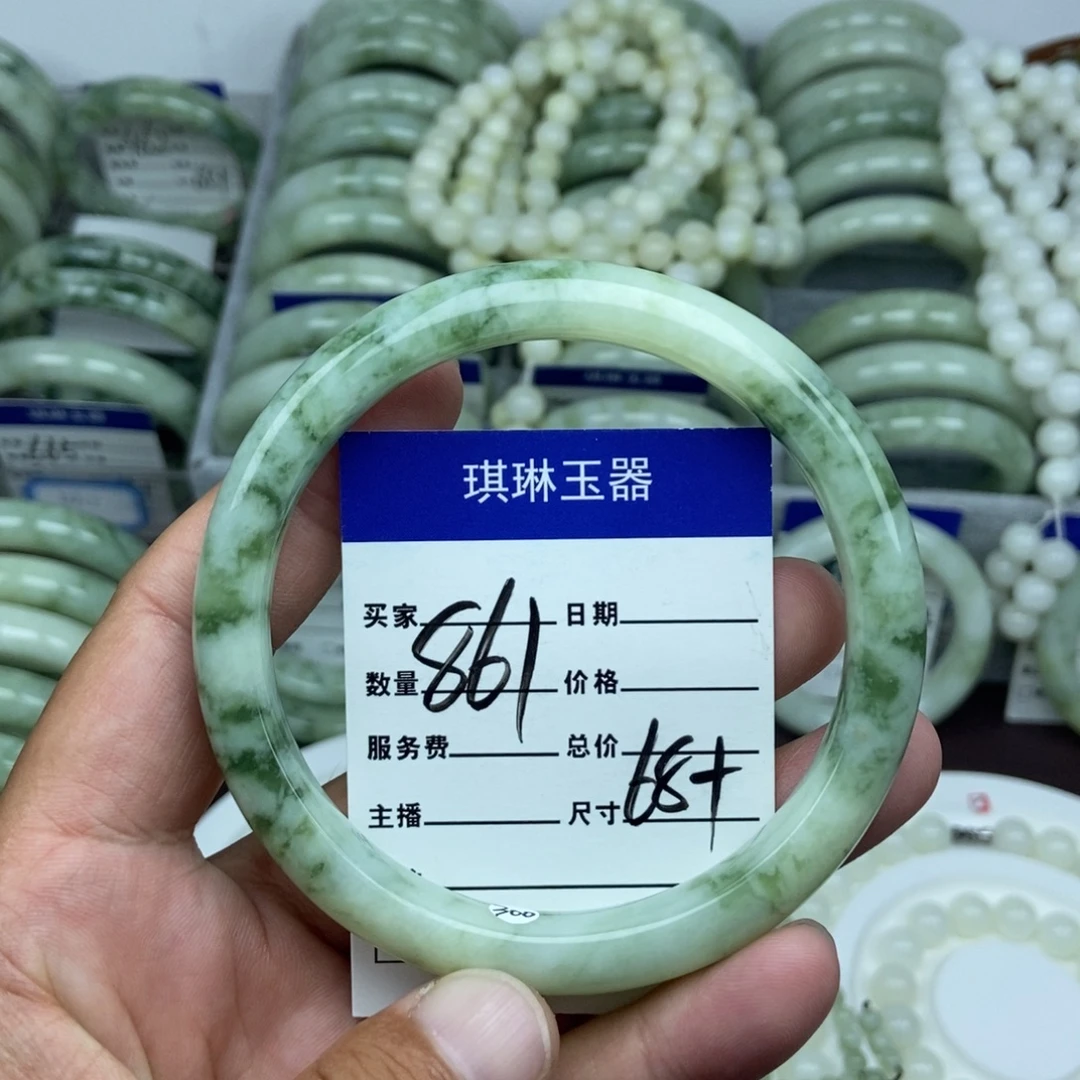 琪琳玉器
买家 日期
861
数量 价格
服务费 总价
68+
主播 尺寸
400